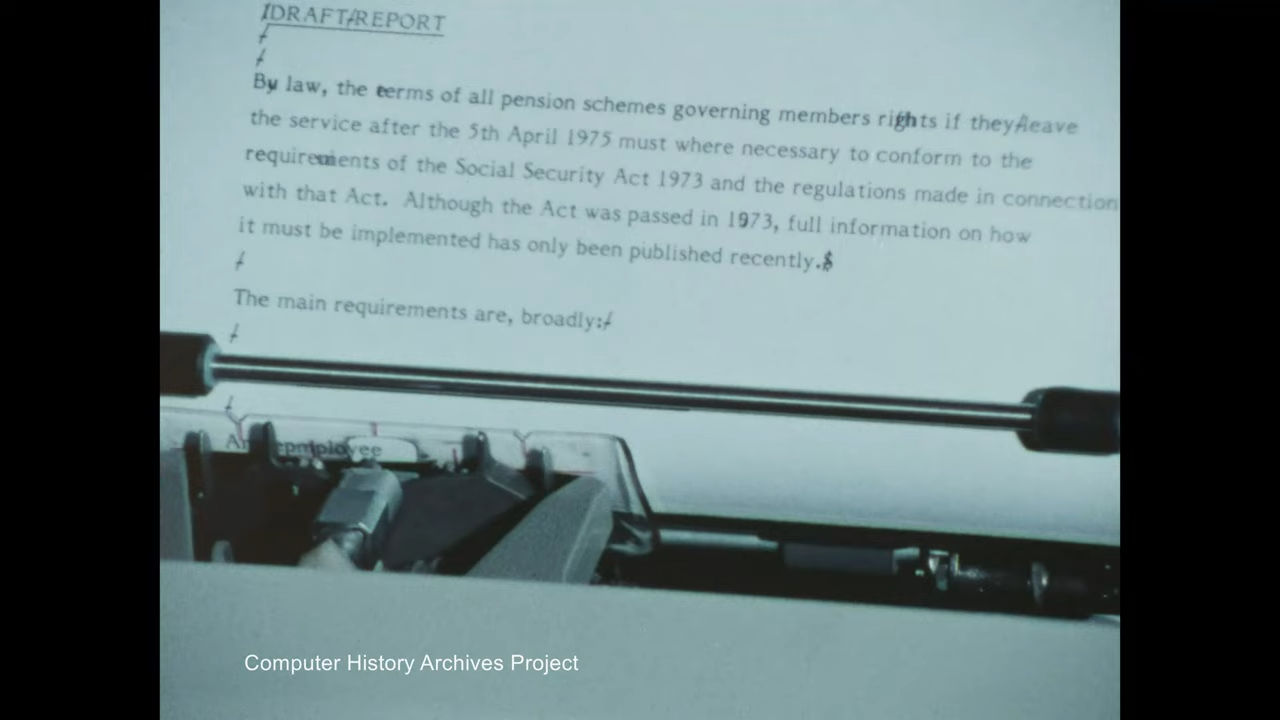 /DRAFT/REPORT
/
/
By law, the terms of all pension schemes governing members rights if they/leave
the service after the 5th April 1975 must where necessary to conform to the
requirements of the Social Security Act 1973 and the regulations made in connection
with that Act. Although the Act was passed in 1973, full information on how
it must be implemented has only been published recently.$
/
The main requirements are, broadly:/
/
/
epmployee
Computer History Archives Project